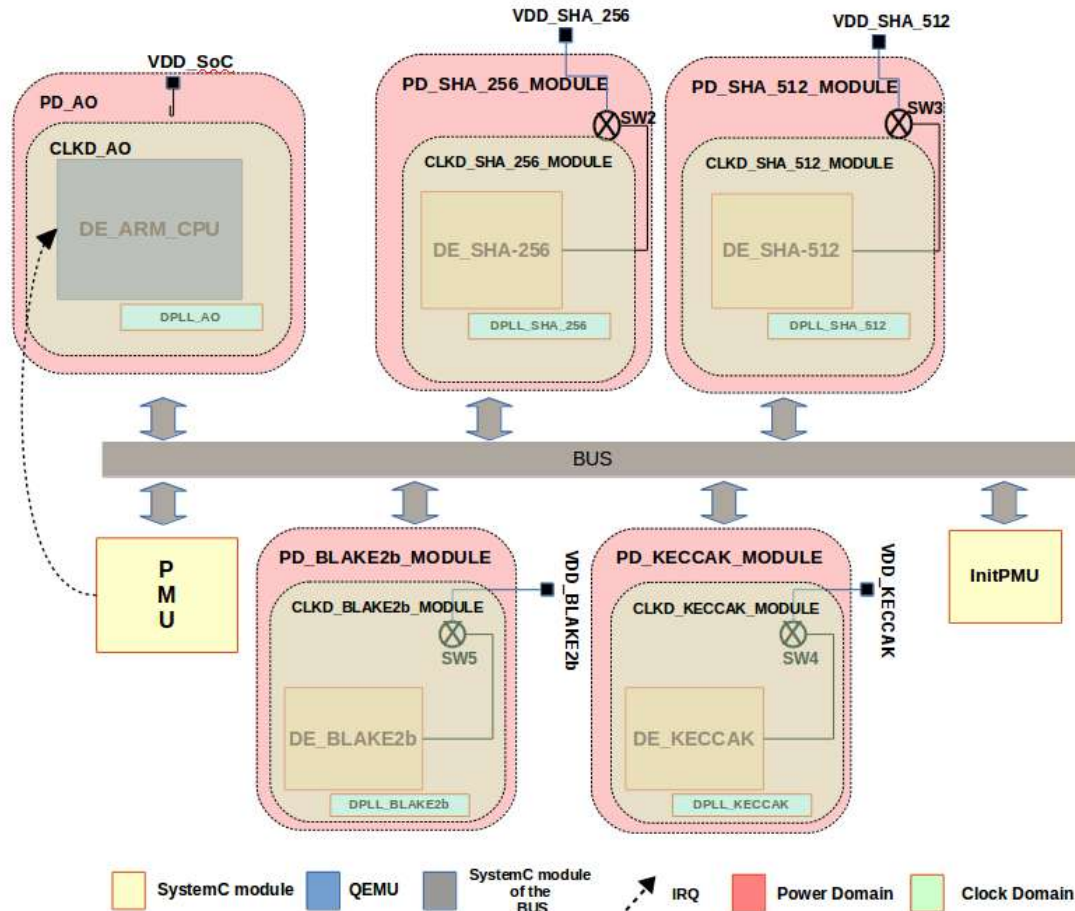 VDD_SHA_256
VDD_SHA_512
VDD_SoC
PD_AO
PD_SHA_256_MODULE
PD_SHA_512_MODULE
SW2
SW3
CLKD_AO
CLKD_SHA_256_MODULE
CLKD_SHA_512_MODULE
DE_ARM_CPU
DE_SHA-256
DE_SHA-512
DPLL_AO
DPLL_SHA_256
DPLL_SHA_512
BUS
P
M
U
PD_BLAKE2b_MODULE
VDD_BLAKE2b
PD_KECCAK_MODULE
VDD_KECCAK
InitPMU
CLKD_BLAKE2b_MODULE
CLKD_KECCAK_MODULE
SW5
SW4
DE_BLAKE2b
DE_KECCAK
DPLL_BLAKE2b
DPLL_KECCAK
SystemC module
QEMU
SystemC module
of the
BUS
IRQ
Power Domain
Clock Domain